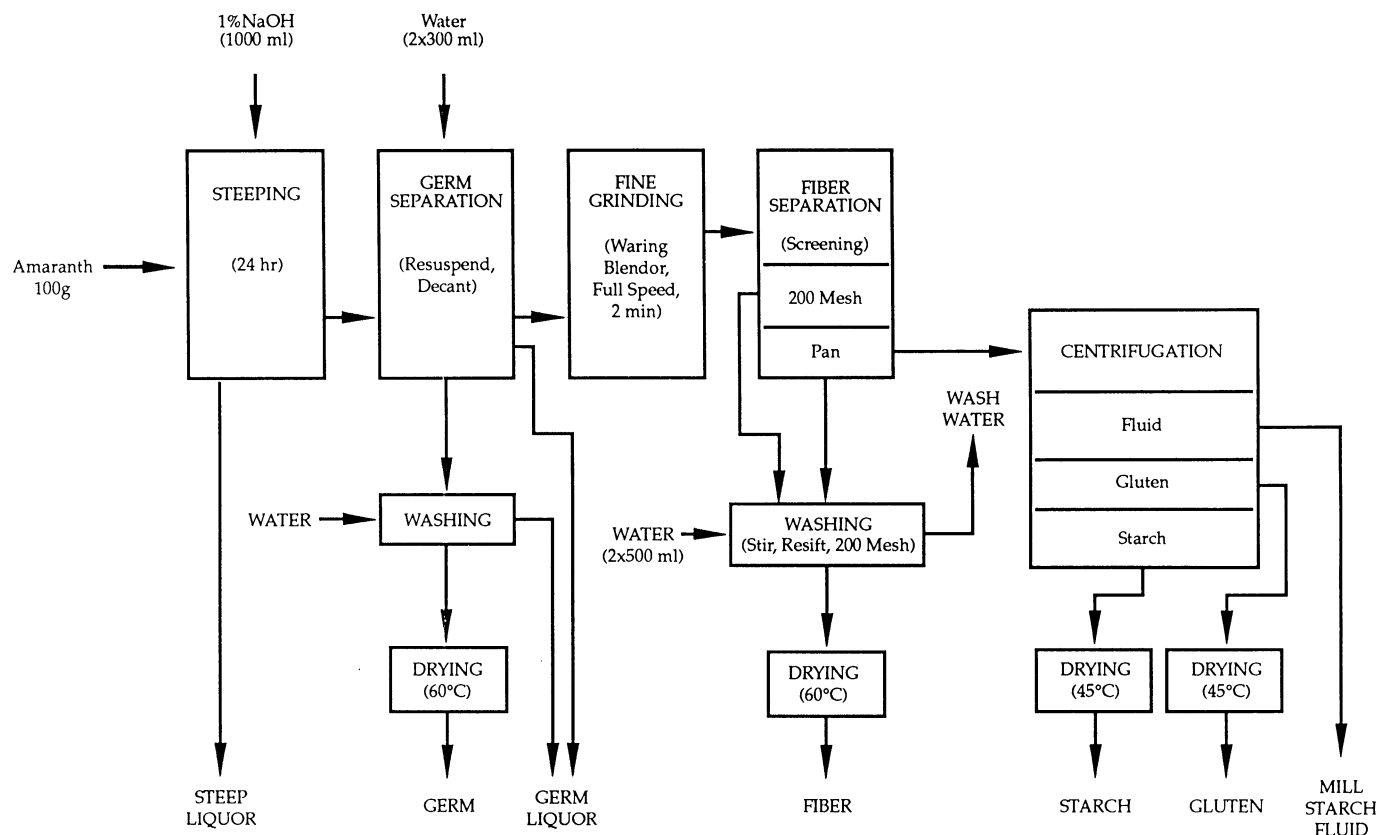 1%NaOH
(1000 ml)
Water
(2x300 ml)
Amaranth
100g
STEEPING
(24 hr)
GERM
SEPARATION
(Resuspend,
Decant)
FINE
GRINDING
(Waring
Blendor,
Full Speed,
2 min)
FIBER
SEPARATION
(Screening)
200 Mesh
Pan
CENTRIFUGATION
Fluid
Gluten
Starch
WASH
WATER
WATER
WASHING
WATER
(2x500 ml)
WASHING
(Stir, Resift, 200 Mesh)
DRYING
(60°C)
DRYING
(60°C)
DRYING
(45°C)
DRYING
(45°C)
STEEP
LIQUOR
GERM
GERM
LIQUOR
FIBER
STARCH
GLUTEN
MILL
STARCH
FLUID